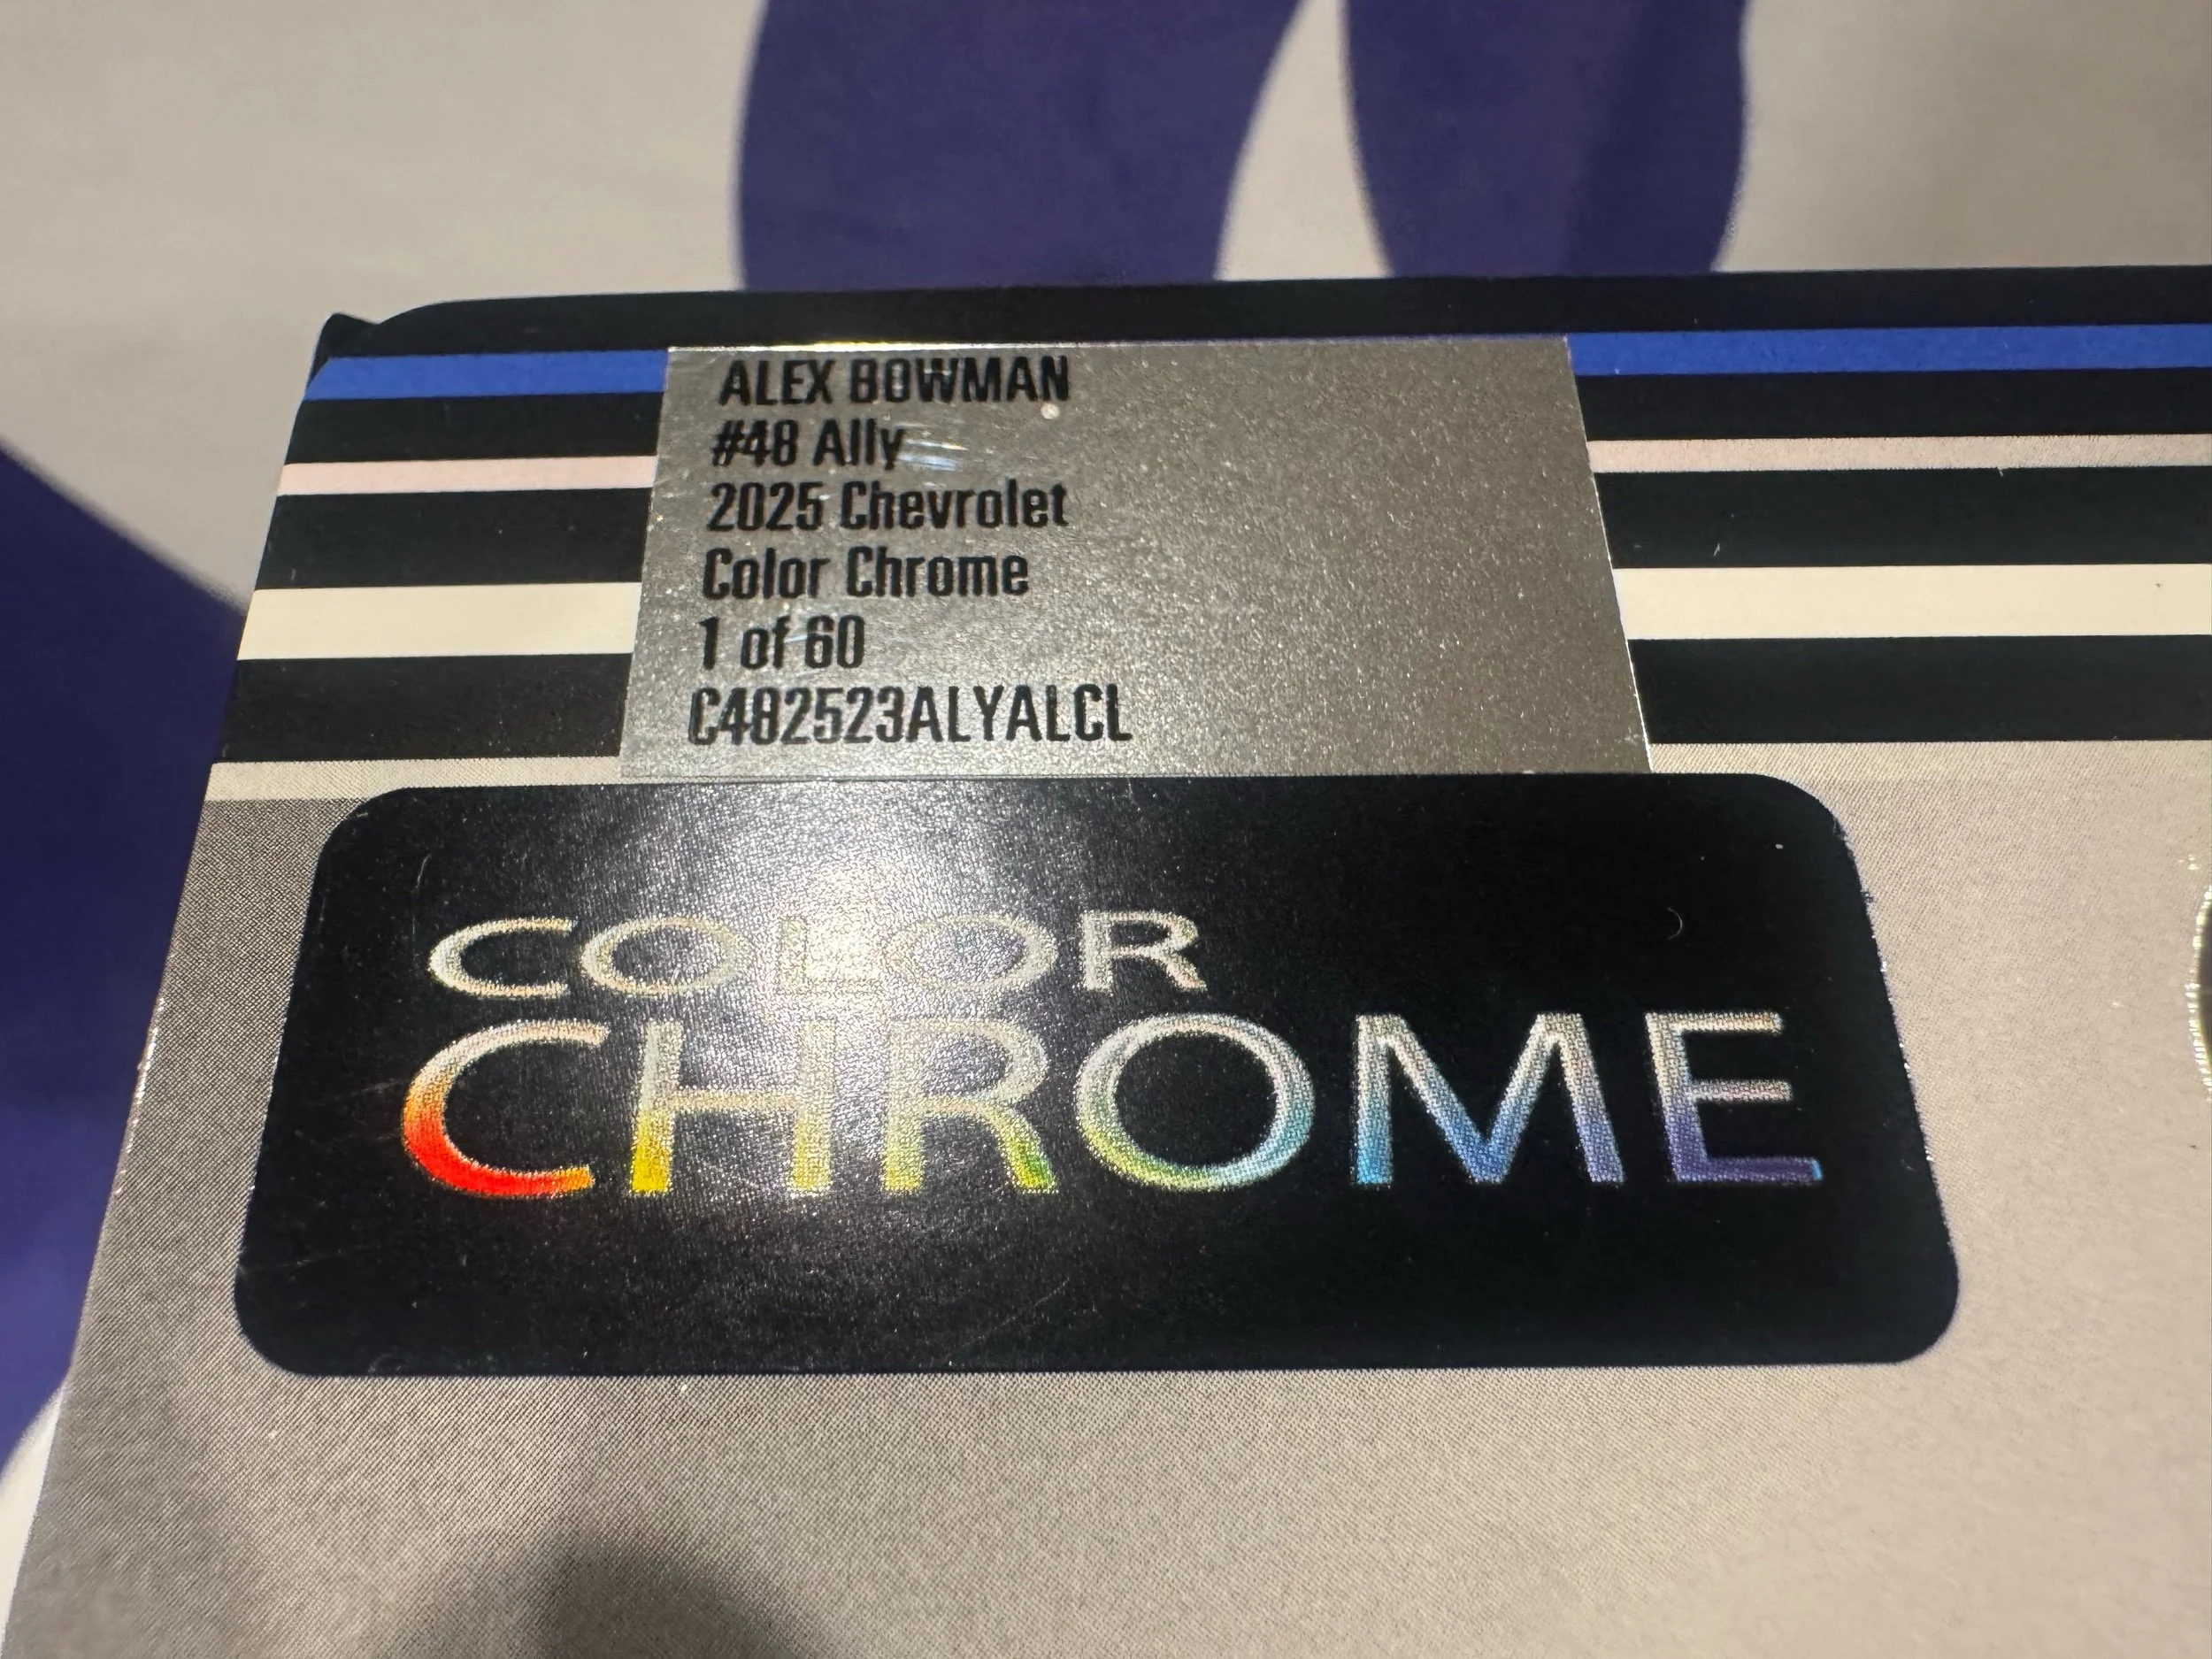 ALEX BOWMAN
#48 Ally
2025 Chevrolet
Color Chrome
1 of 60
C482523ALYALCL
COLOR
CHROME